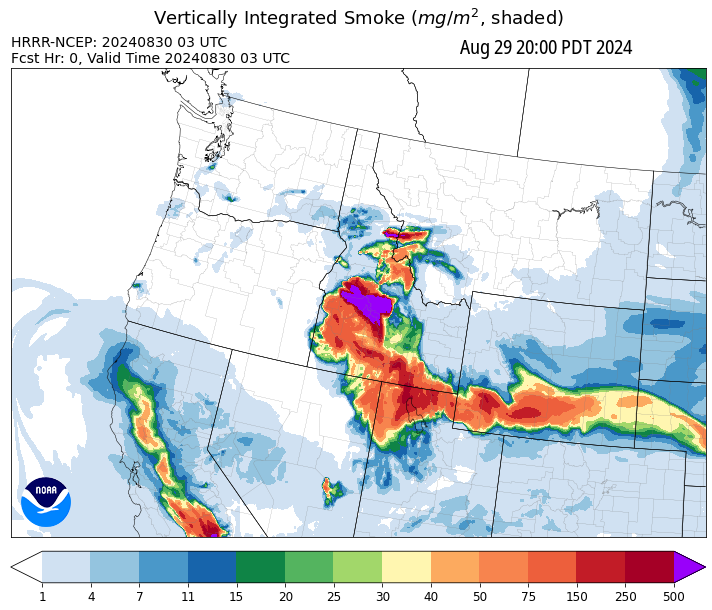 Vertically Integrated Smoke (mg/m², shaded)
HRRR-NCEP: 20240830 03 UTC
Aug 29 20:00 PDT 2024
Fcst Hr: 0, Valid Time 20240830 03 UTC
NOAA
1 4 7 11 15 20 25 30 40 50 75 150 250 500